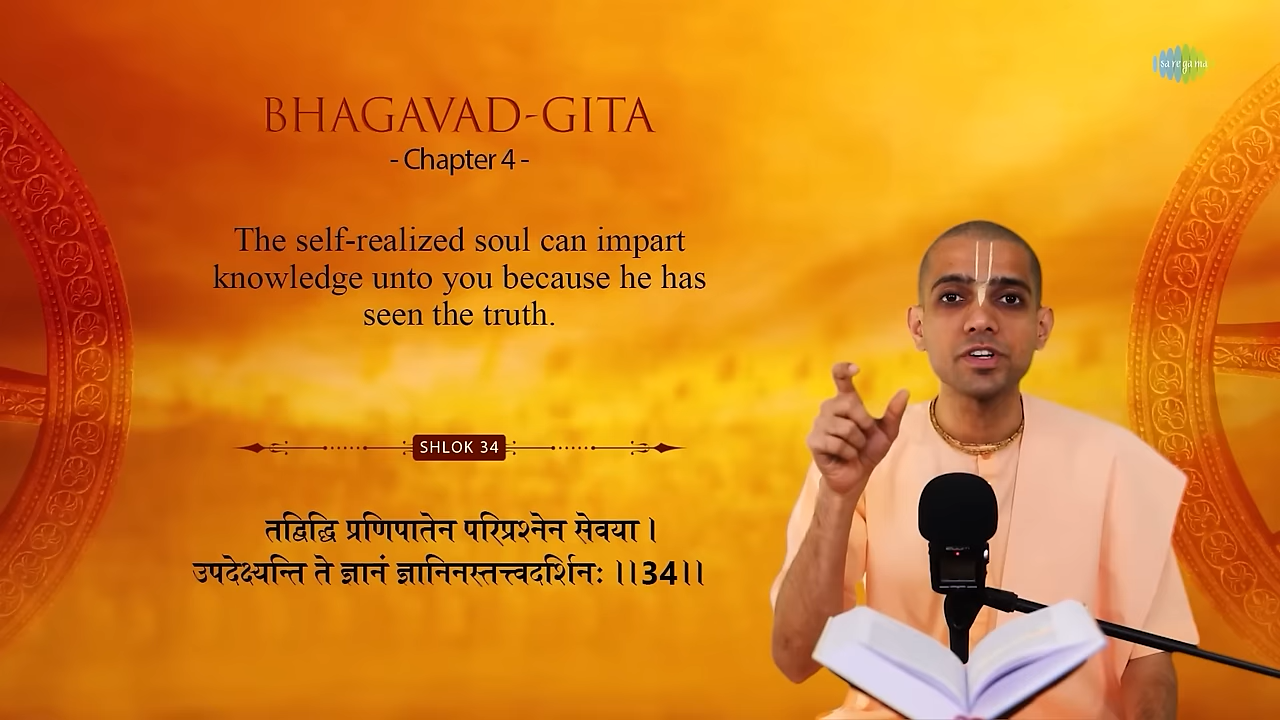 saregama
BHAGAVAD-GITA
- Chapter 4 -
The self-realized soul can impart
knowledge unto you because he has
seen the truth.
SHLOK 34
तद्विद्धि प्रणिपातेन परिप्रश्नेन सेवया ।
उपदेक्ष्यन्ति ते ज्ञानं ज्ञानिनस्तत्त्वदर्शिनः ।।34।।